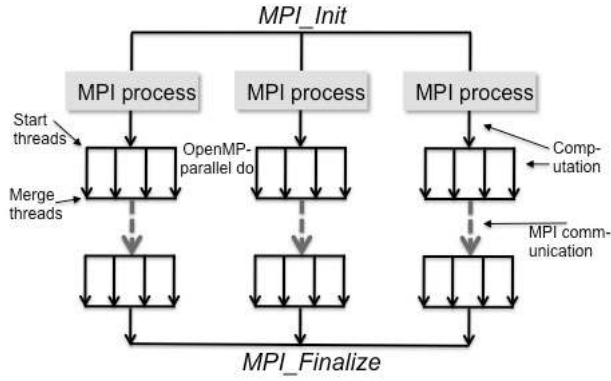 MPI_Init
MPI process
MPI process
MPI process
Start
threads
OpenMP-
parallel do
Comp-
utation
Merge
threads
MPI comm-
unication
MPI_Finalize